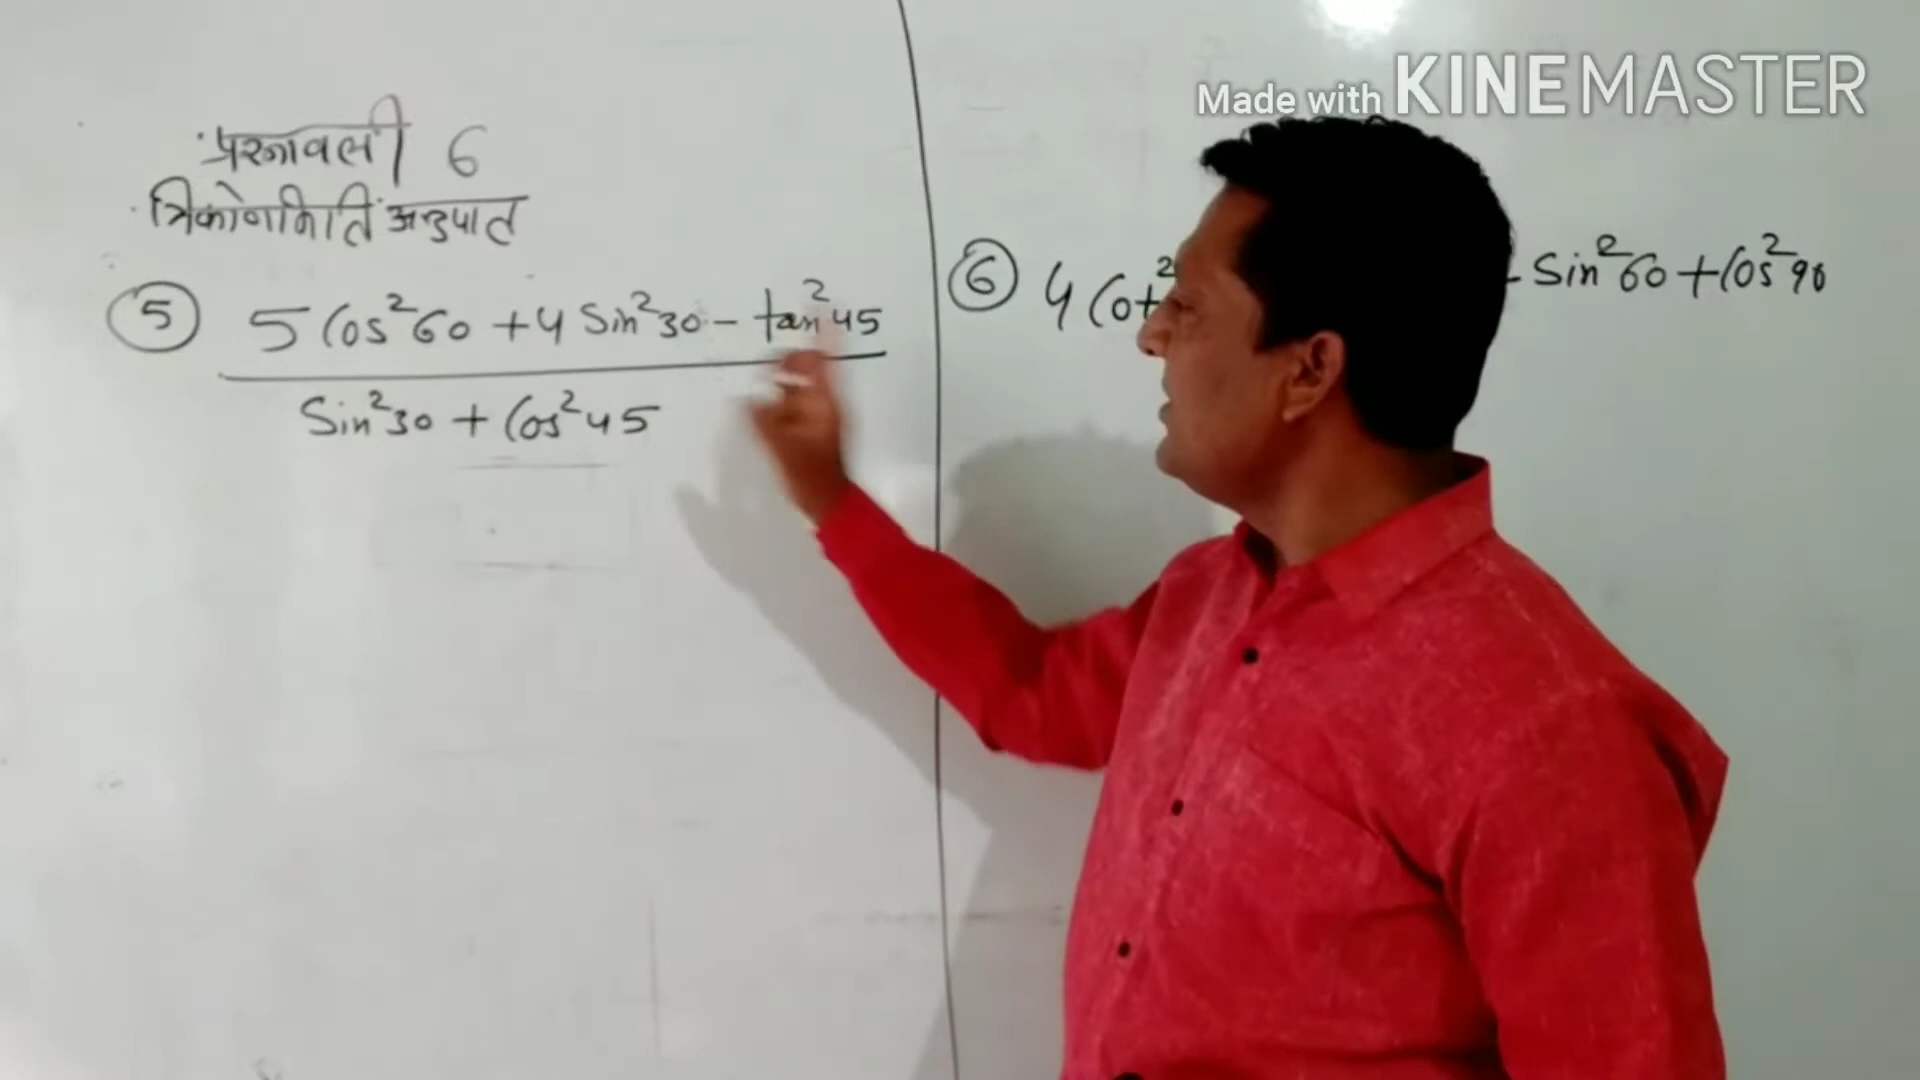 Made with KINEMASTER
प्रश्नावली 6
त्रिकोणमिति अनुपात
5 5 Cos²60 + 4 Sin²30 - tan²45
Sin²30 + Cos²45
6 4 Cot² - Sin²60 + Cos²90